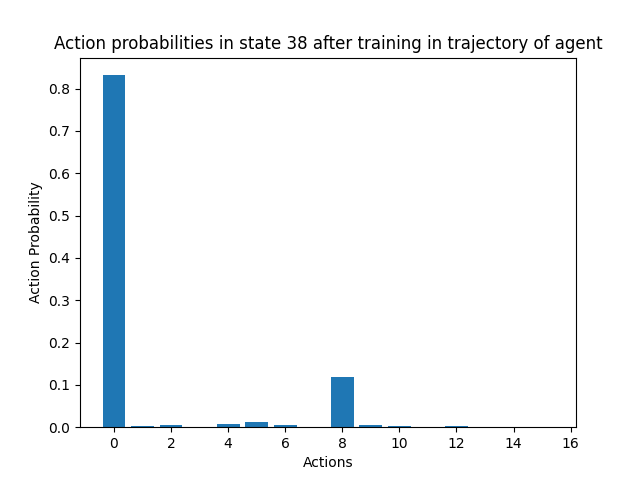 Action probabilities in state 38 after training in trajectory of agent
0.8
0.7
0.6
0.5
0.4
0.3
0.2
0.1
0.0
Action Probability
0 2 4 6 8 10 12 14 16
Actions